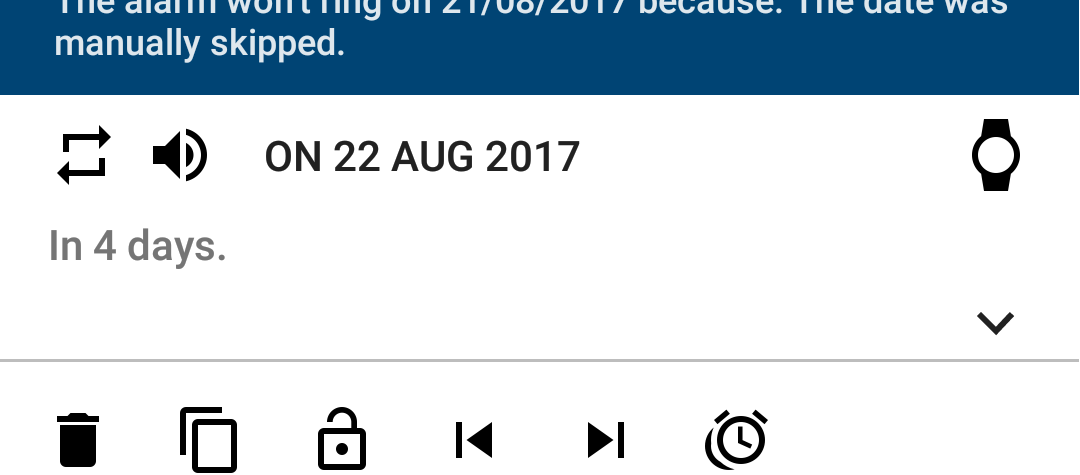 The alarm won't ring on 21/08/2017 because: The date was
manually skipped.
ON 22 AUG 2017
In 4 days.